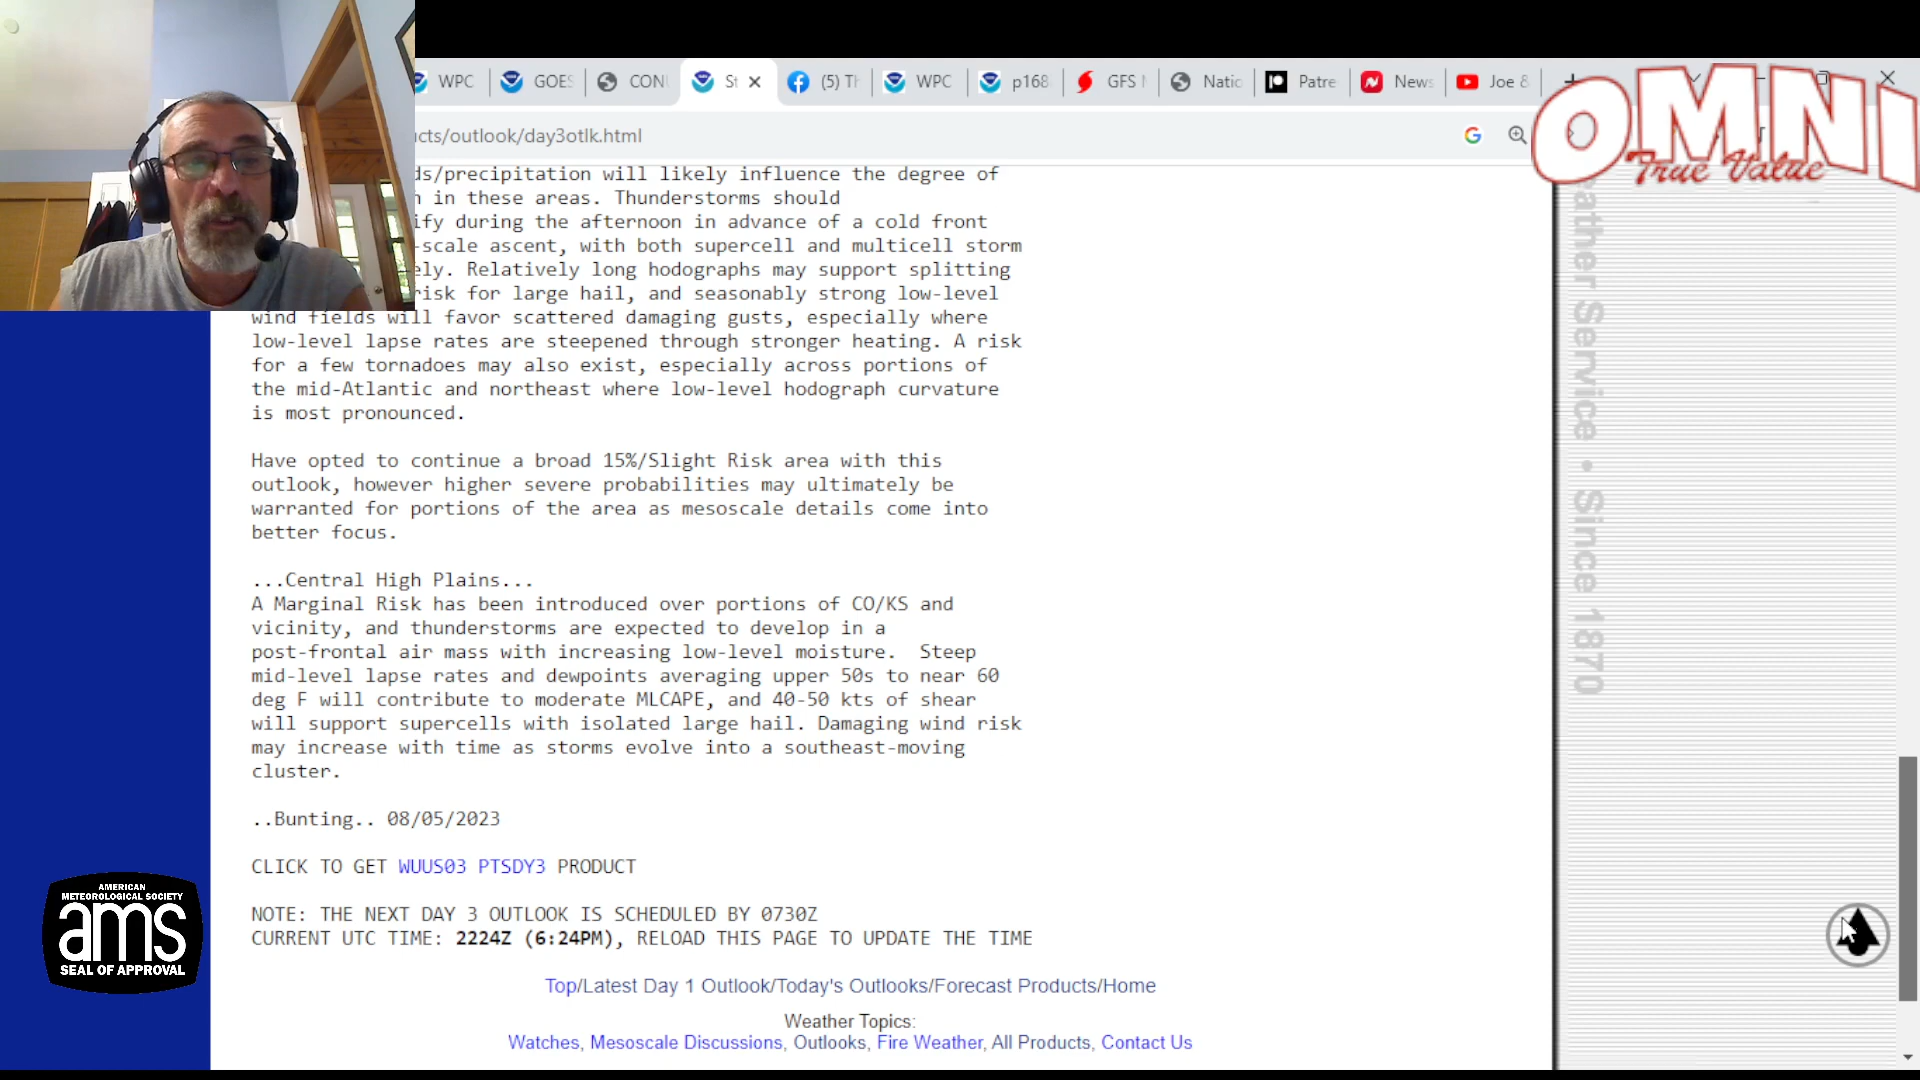 WPC
GOES
CON
St
(5) Th
WPC
p168
GFS
Natio
Patre
News
Joe &
OMNI
True Value
cts/outlook/day3otlk.html
ds/precipitation will likely influence the degree of
in these areas. Thunderstorms should
ify during the afternoon in advance of a cold front
-scale ascent, with both supercell and multicell storm
ely. Relatively long hodographs may support splitting
risk for large hail, and seasonably strong low-level
wind fields will favor scattered damaging gusts, especially where
low-level lapse rates are steepened through stronger heating. A risk
for a few tornadoes may also exist, especially across portions of
the mid-Atlantic and northeast where low-level hodograph curvature
is most pronounced.
Have opted to continue a broad 15%/Slight Risk area with this
outlook, however higher severe probabilities may ultimately be
warranted for portions of the area as mesoscale details come into
better focus.
...Central High Plains...
A Marginal Risk has been introduced over portions of CO/KS and
vicinity, and thunderstorms are expected to develop in a
post-frontal air mass with increasing low-level moisture.  Steep
mid-level lapse rates and dewpoints averaging upper 50s to near 60
deg F will contribute to moderate MLCAPE, and 40-50 kts of shear
will support supercells with isolated large hail. Damaging wind risk
may increase with time as storms evolve into a southeast-moving
cluster.
..Bunting.. 08/05/2023
CLICK TO GET WUUS03 PTSDY3 PRODUCT
NOTE: THE NEXT DAY 3 OUTLOOK IS SCHEDULED BY 0730Z
CURRENT UTC TIME: 2224Z (6:24PM), RELOAD THIS PAGE TO UPDATE THE TIME
Top/Latest Day 1 Outlook/Today's Outlooks/Forecast Products/Home
Weather Topics:
Watches, Mesoscale Discussions, Outlooks, Fire Weather, All Products, Contact Us
eather Service • Since 1870
AMERICAN
METEOROLOGICAL SOCIETY
ams
SEAL OF APPROVAL